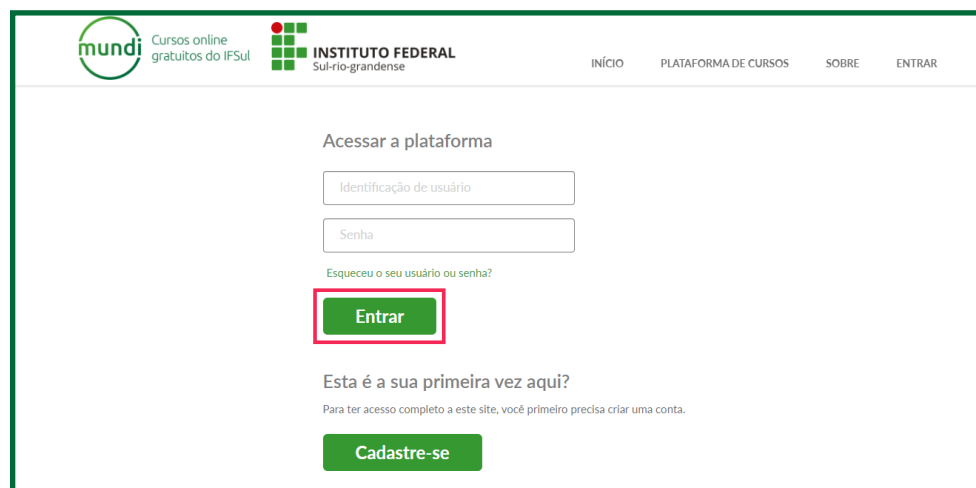 mundi
Cursos online
gratuitos do IFSul
INSTITUTO FEDERAL
Sul-rio-grandense
INÍCIO
PLATAFORMA DE CURSOS
SOBRE
ENTRAR
Acessar a plataforma
Identificação de usuário
Senha
Esqueceu o seu usuário ou senha?
Entrar
Esta é a sua primeira vez aqui?
Para ter acesso completo a este site, você primeiro precisa criar uma conta.
Cadastre-se